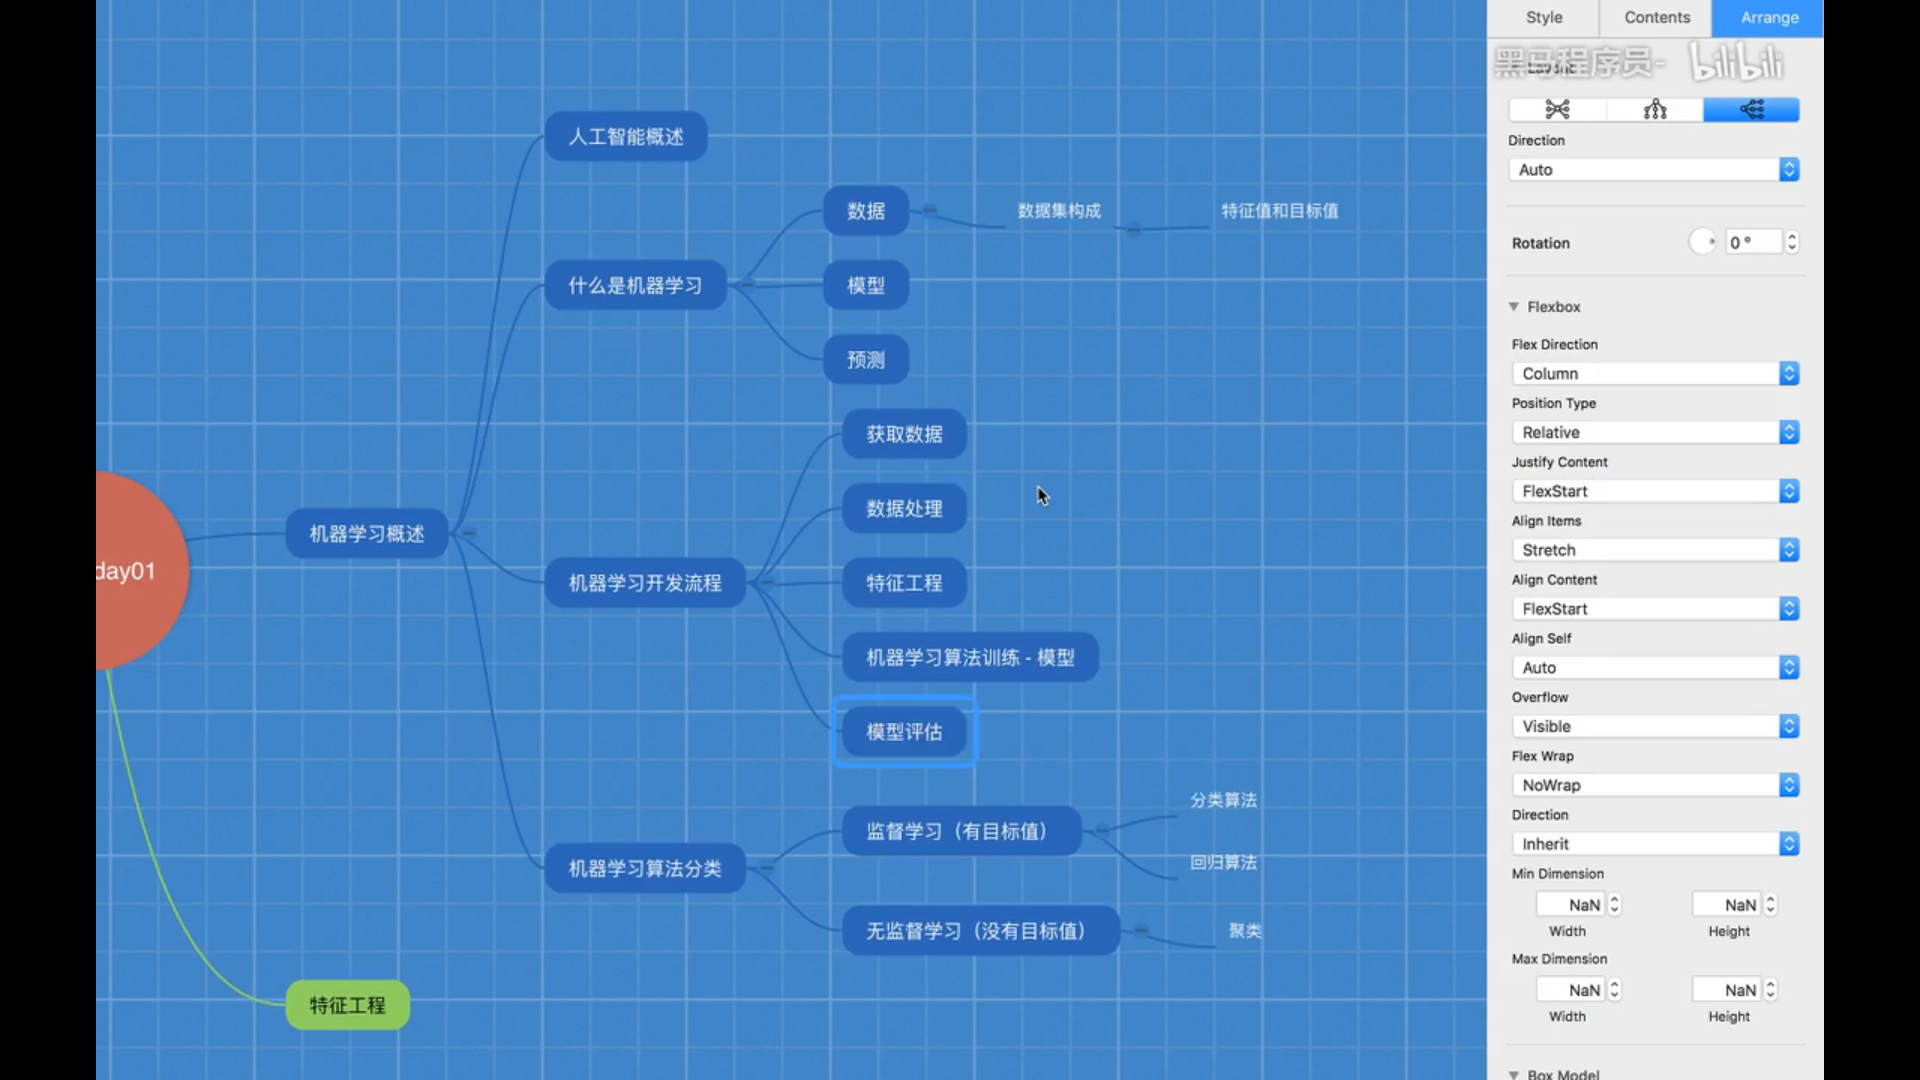 人工智能概述
数据
数据集构成
特征值和目标值
什么是机器学习
模型
预测
获取数据
数据处理
机器学习概述
day01
机器学习开发流程
特征工程
机器学习算法训练 - 模型
模型评估
分类算法
监督学习（有目标值）
回归算法
机器学习算法分类
无监督学习（没有目标值）
聚类
特征工程
Style Contents Arrange
黑马程序员- bilibili
Layout
Direction
Auto
Rotation 0 °
Flexbox
Flex Direction
Column
Position Type
Relative
Justify Content
FlexStart
Align Items
Stretch
Align Content
FlexStart
Align Self
Auto
Overflow
Visible
Flex Wrap
NoWrap
Direction
Inherit
Min Dimension
NaN NaN
Width Height
Max Dimension
NaN NaN
Width Height
Box Model